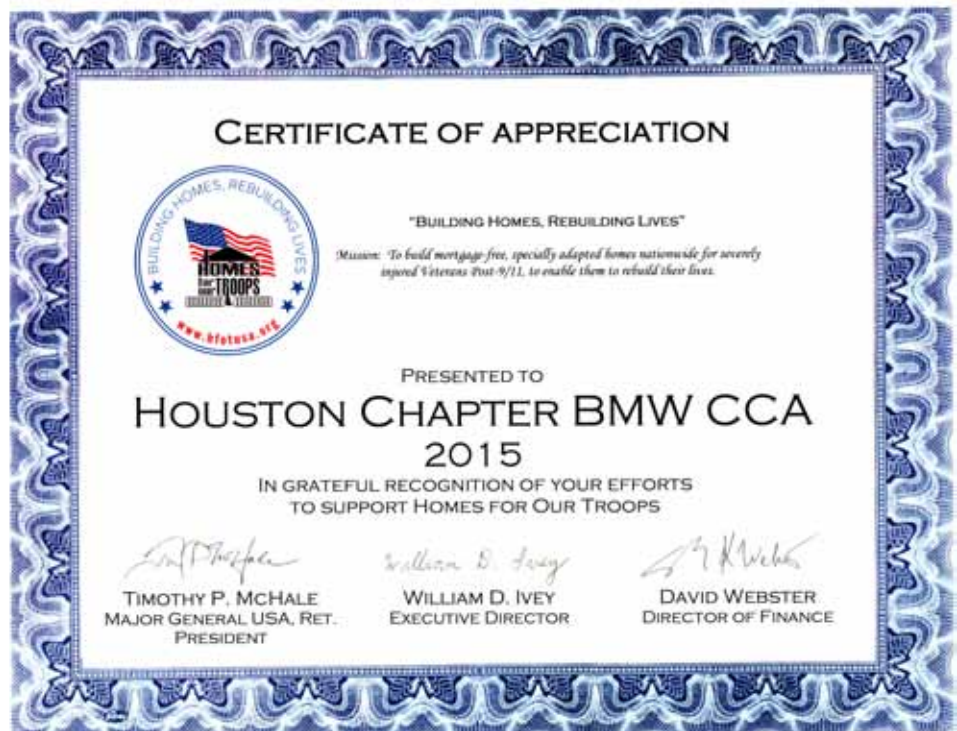 CERTIFICATE OF APPRECIATION
BUILDING HOMES, REBUILDING LIVES
HOMES
for
our TROOPS
www.hfotusa.org
"BUILDING HOMES, REBUILDING LIVES"
Mission: To build mortgage-free, specially adapted homes nationwide for severely
injured Veterans Post-9/11, to enable them to rebuild their lives.
PRESENTED TO
HOUSTON CHAPTER BMW CCA
2015
IN GRATEFUL RECOGNITION OF YOUR EFFORTS
TO SUPPORT HOMES FOR OUR TROOPS
William D. Ivey
TIMOTHY P. MCHALE
MAJOR GENERAL USA, RET.
PRESIDENT
WILLIAM D. IVEY
EXECUTIVE DIRECTOR
DAVID WEBSTER
DIRECTOR OF FINANCE